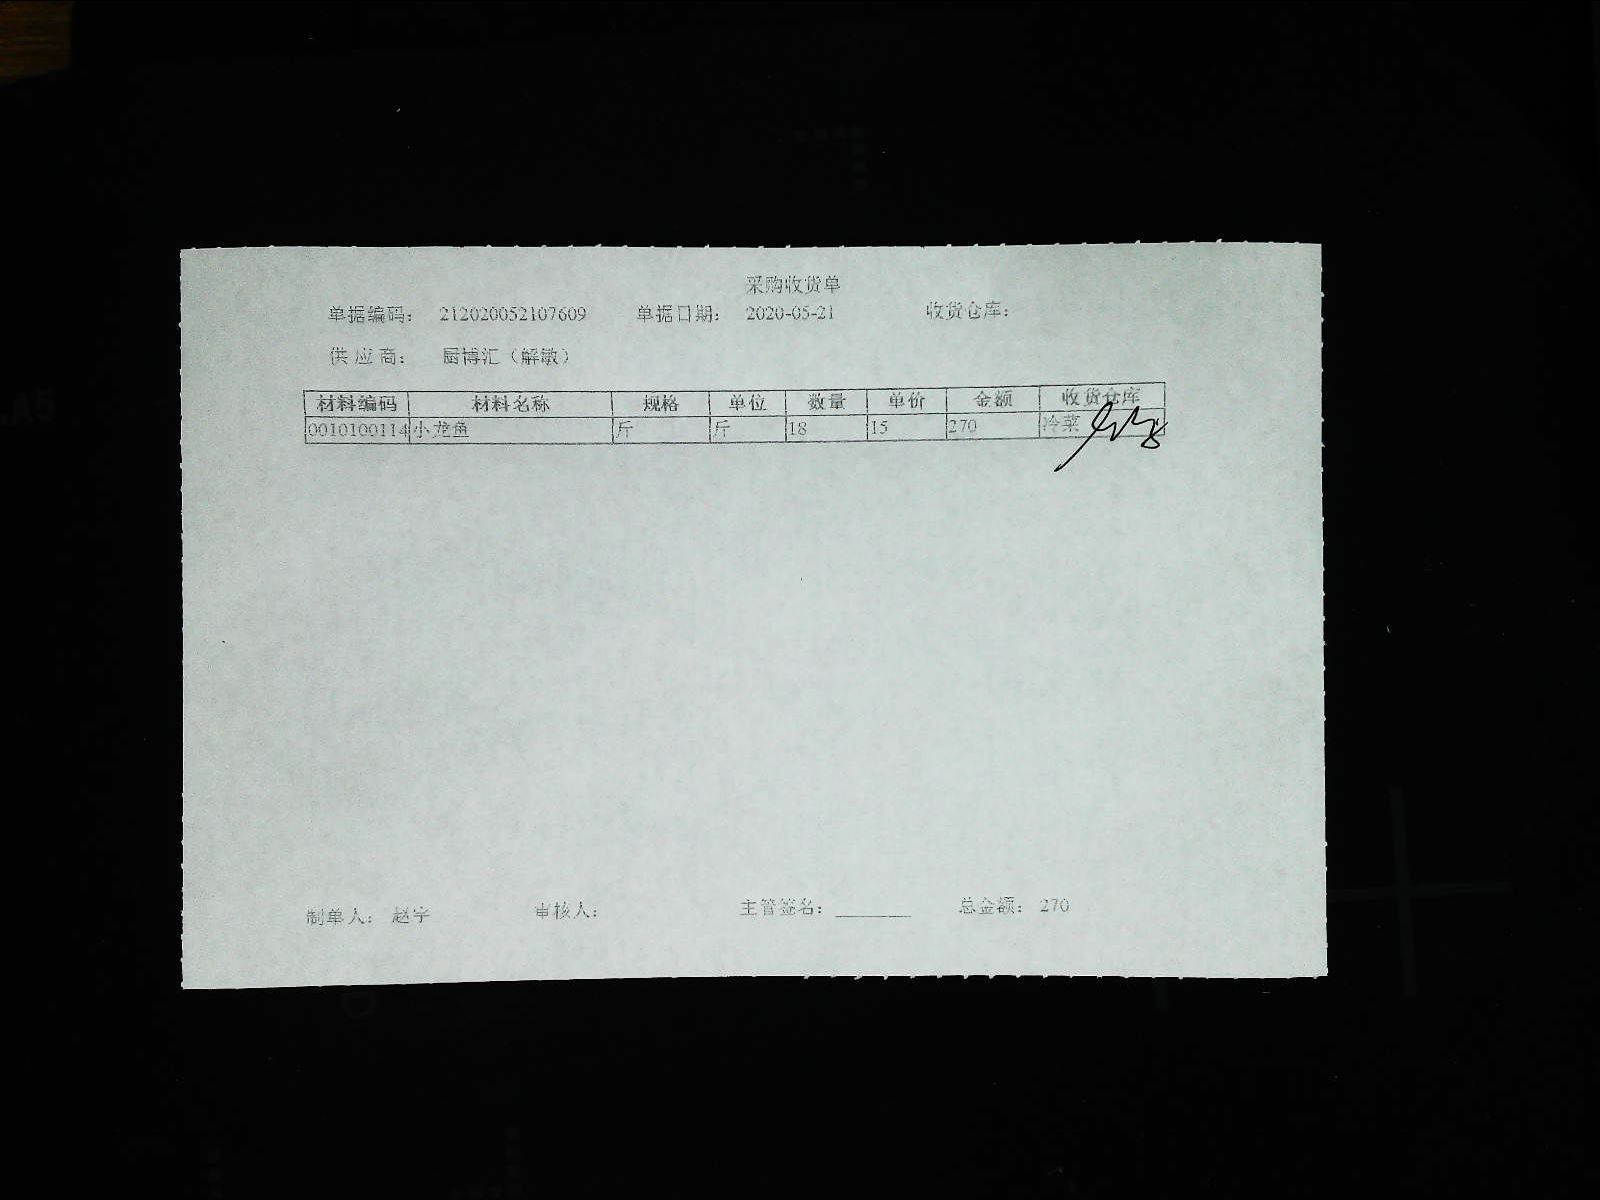 采购收货单
单据编码： 212020052107609 单据日期： 2020-05-21 收货仓库：
供 应 商： 厨博汇（解敏）
材料编码 材料名称 规格 单位 数量 单价 金额 收货仓库
0010100114 小龙鱼 斤 斤 18 15 270 冷菜
制单人： 赵宇 审核人： 主管签名： ________ 总金额： 270